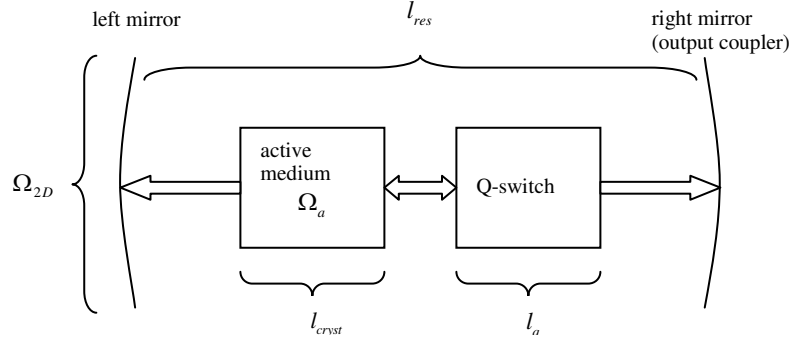 left mirror
l_res
right mirror
(output coupler)
Ω_2D
active
medium
Ω_a
Q-switch
l_cryst
l_a